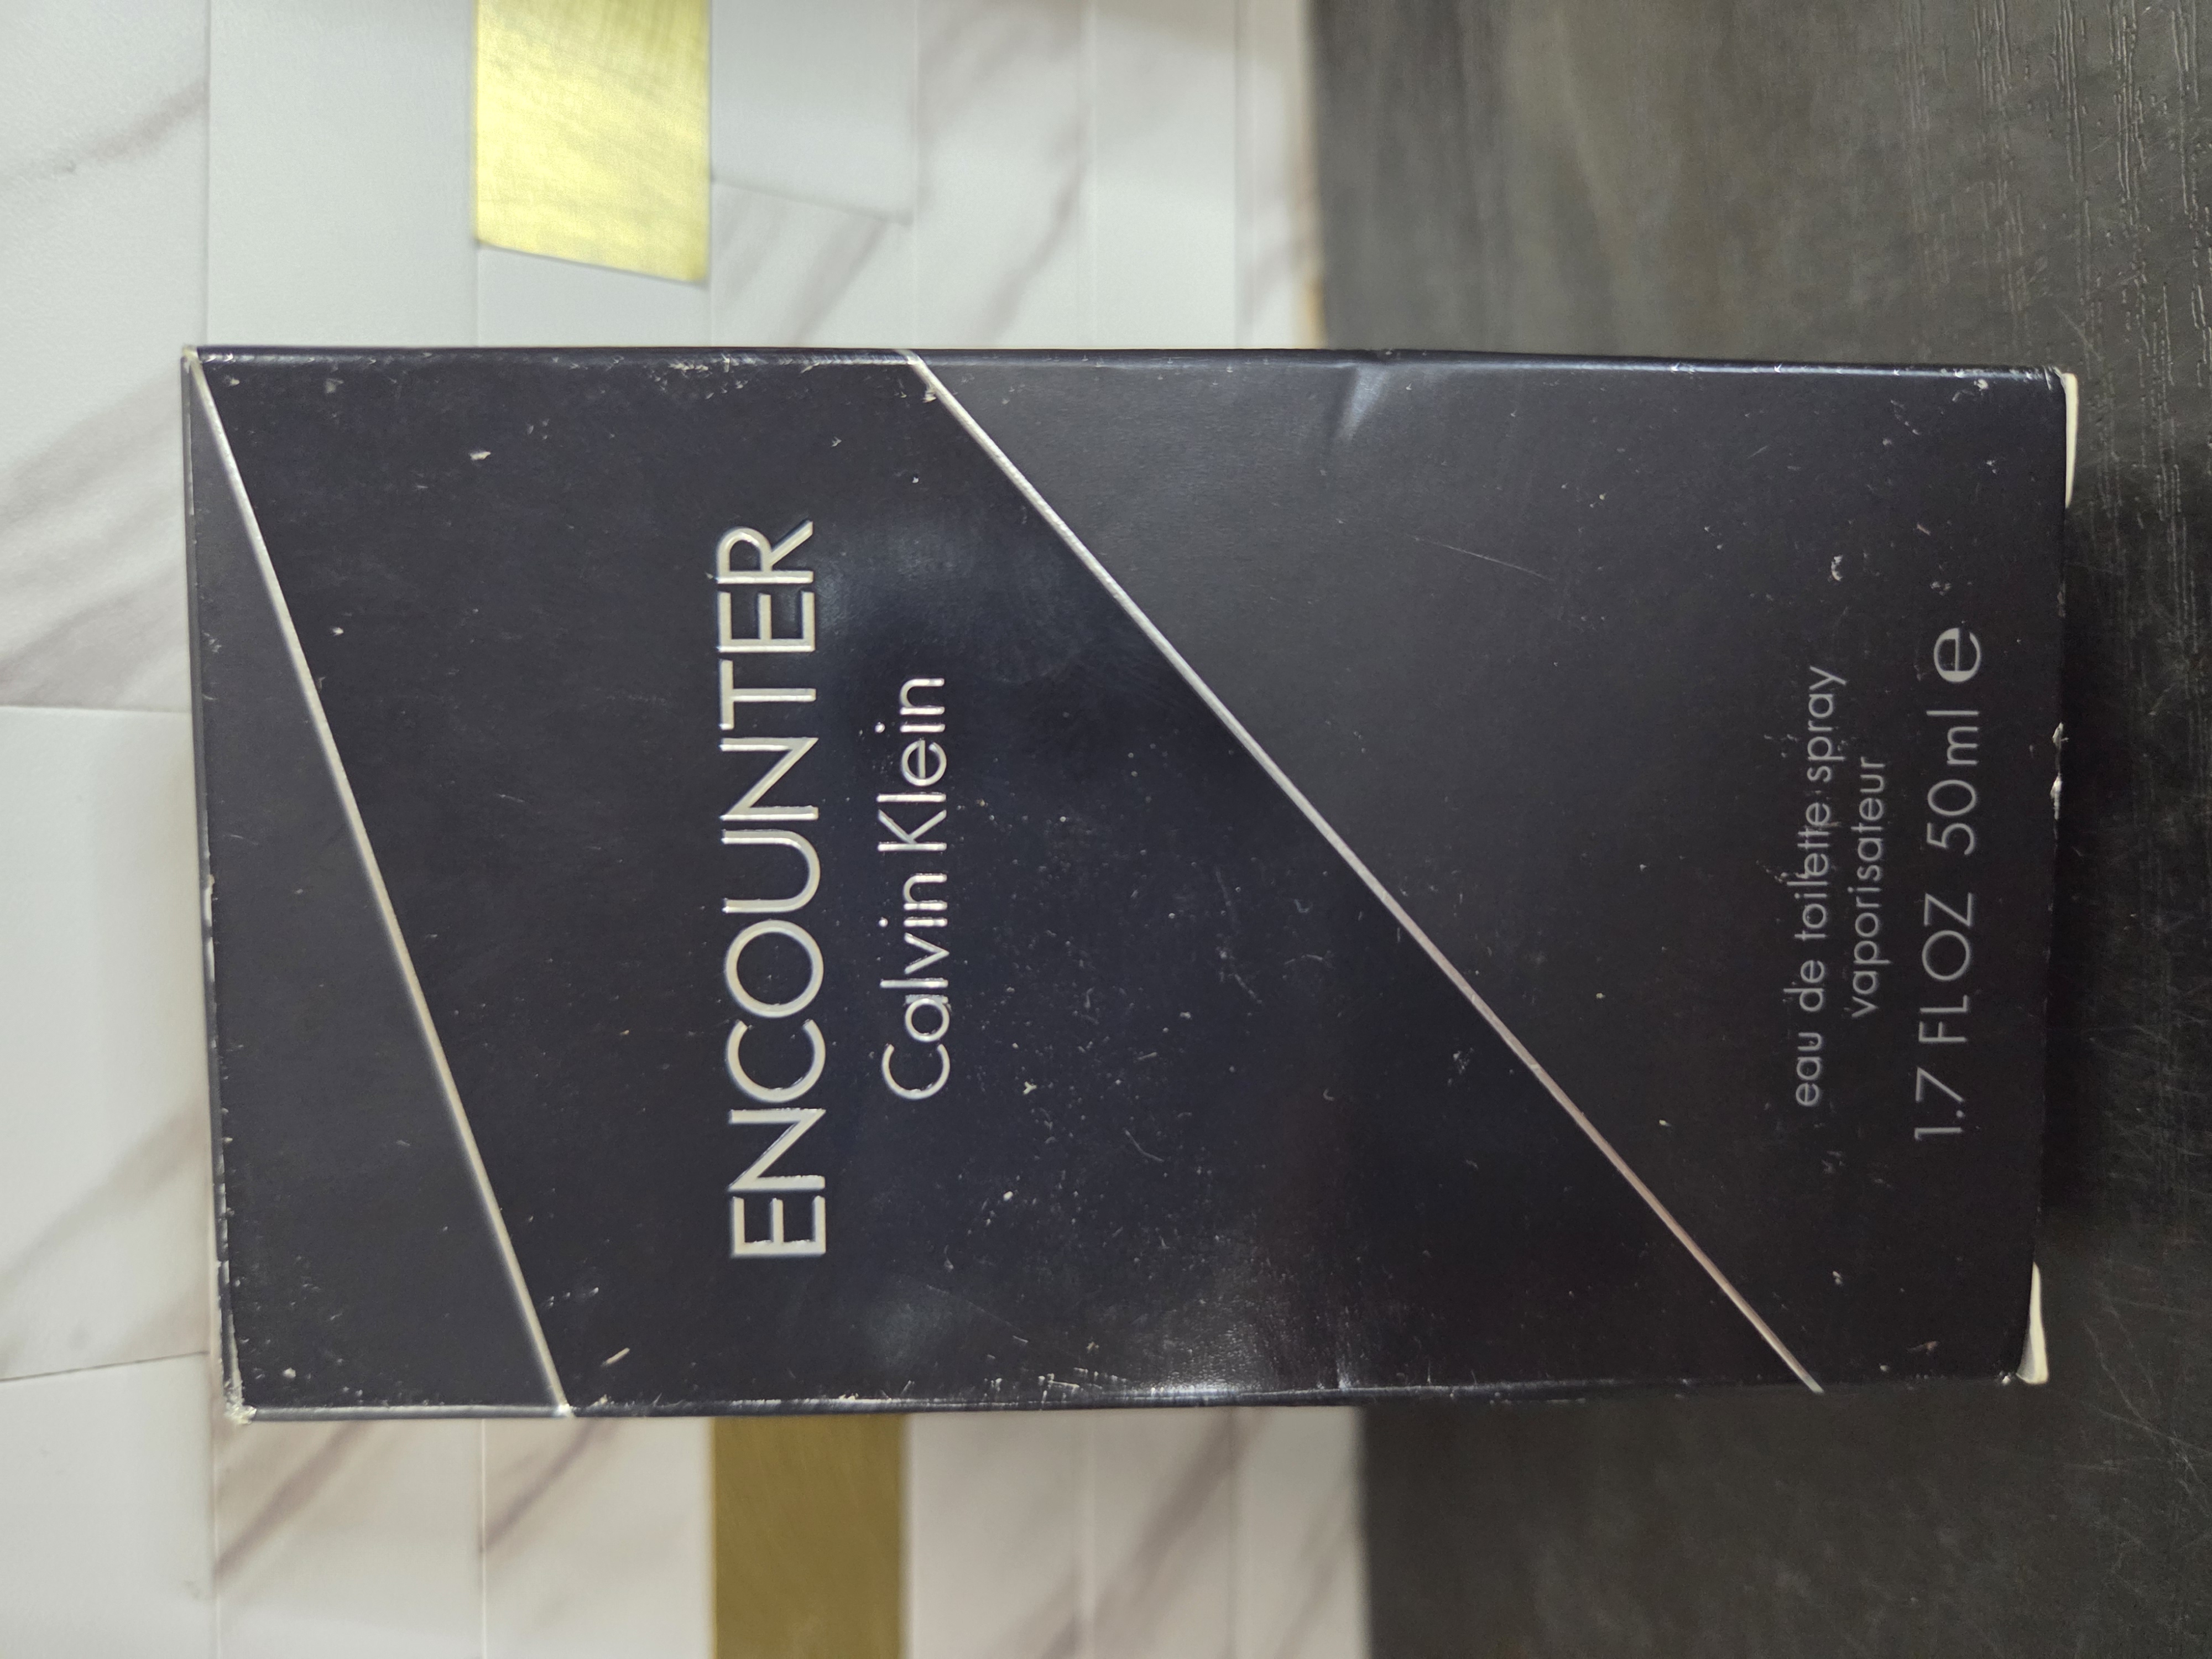 ENCOUNTER
Calvin Klein
eau de toilette spray
vaporisateur
1.7 FL OZ 50 ml e